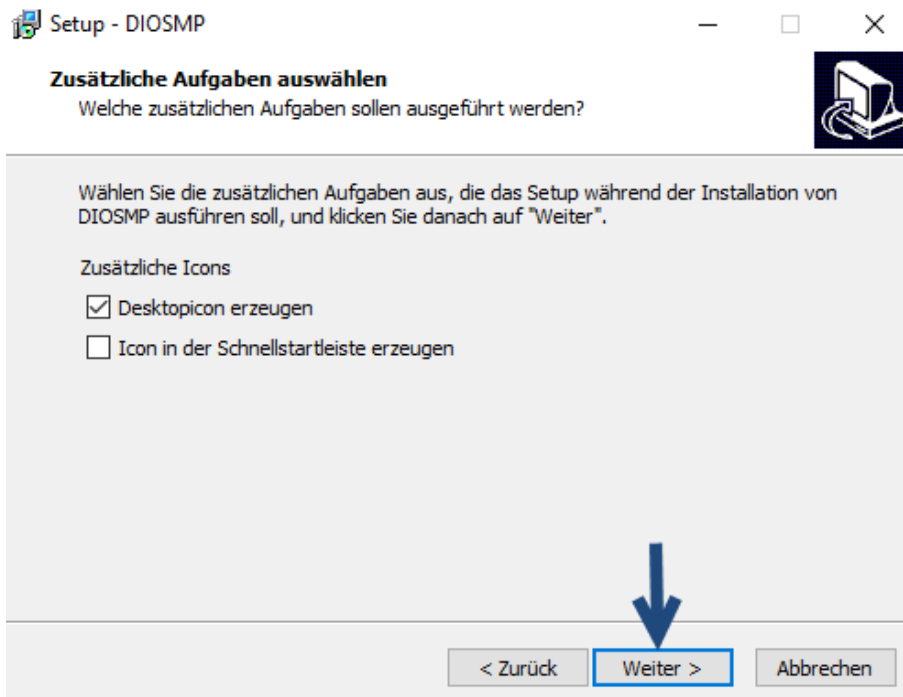 Setup - DIOSMP
Zusätzliche Aufgaben auswählen
Welche zusätzlichen Aufgaben sollen ausgeführt werden?
Wählen Sie die zusätzlichen Aufgaben aus, die das Setup während der Installation von
DIOSMP ausführen soll, und klicken Sie danach auf "Weiter".
Zusätzliche Icons
Desktopicon erzeugen
Icon in der Schnellstartleiste erzeugen
< Zurück
Weiter >
Abbrechen